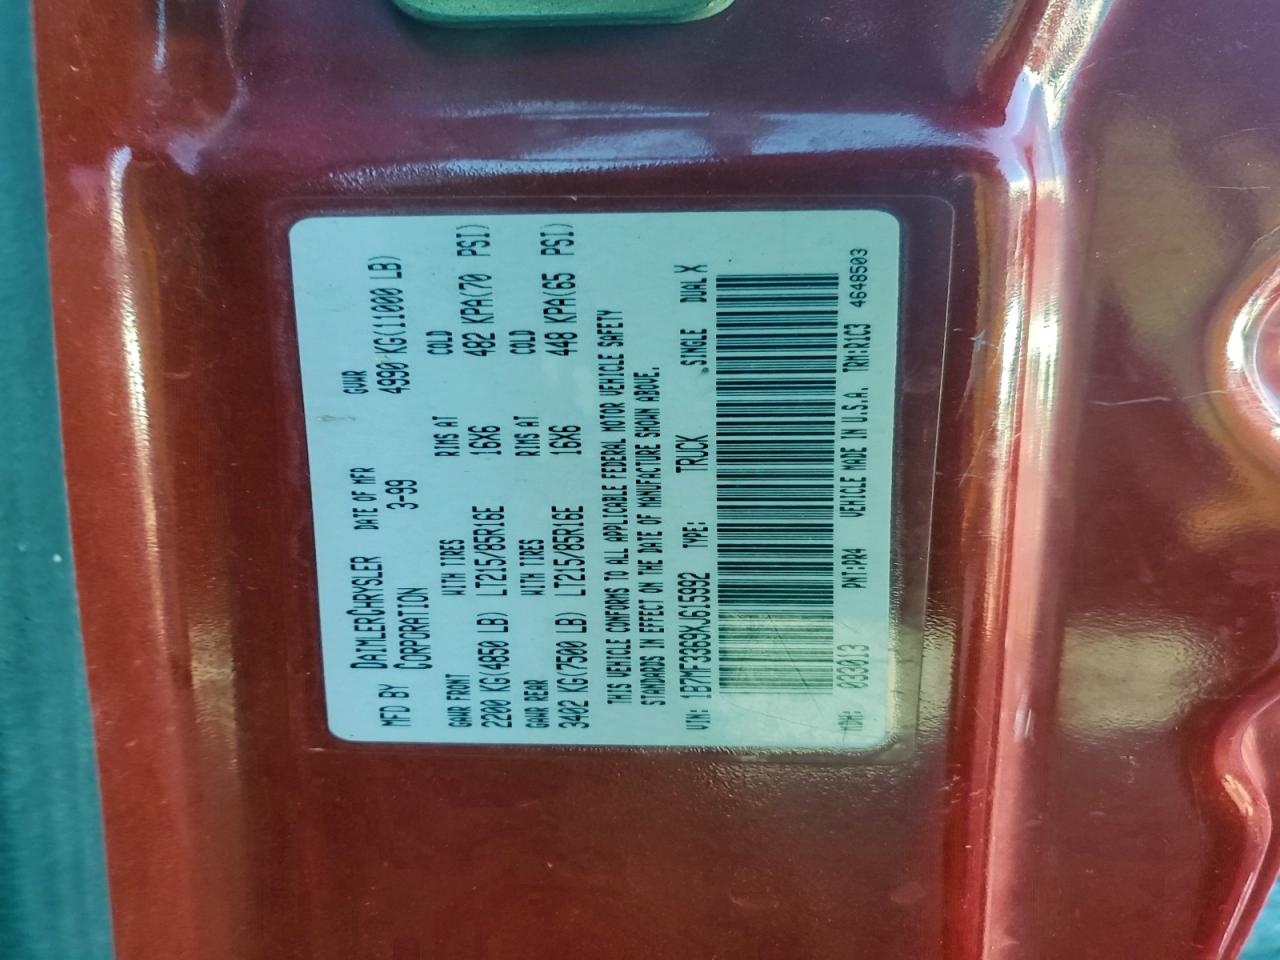 MFD BY DAIMLERCHRYSLER CORPORATION DATE OF MFR 3-99 GVWR 4990 KG(11000 LB)
GAWR FRONT WITH TIRES RIMS AT COLD
2200 KG(4850 LB) LT215/85R16E 16X6 482 KPA(70 PSI)
GAWR REAR WITH TIRES RIMS AT COLD
3402 KG(7500 LB) LT215/85R16E 16X6 448 KPA(65 PSI)
THIS VEHICLE CONFORMS TO ALL APPLICABLE FEDERAL MOTOR VEHICLE SAFETY
STANDARDS IN EFFECT ON THE DATE OF MANUFACTURE SHOWN ABOVE.
VIN: 1B7MF3369XJ615992 TYPE: TRUCK SINGLE DUAL X
MDH: 030013 PNT:PR4 VEHICLE MADE IN U.S.A. TRM:R1C3 4648503